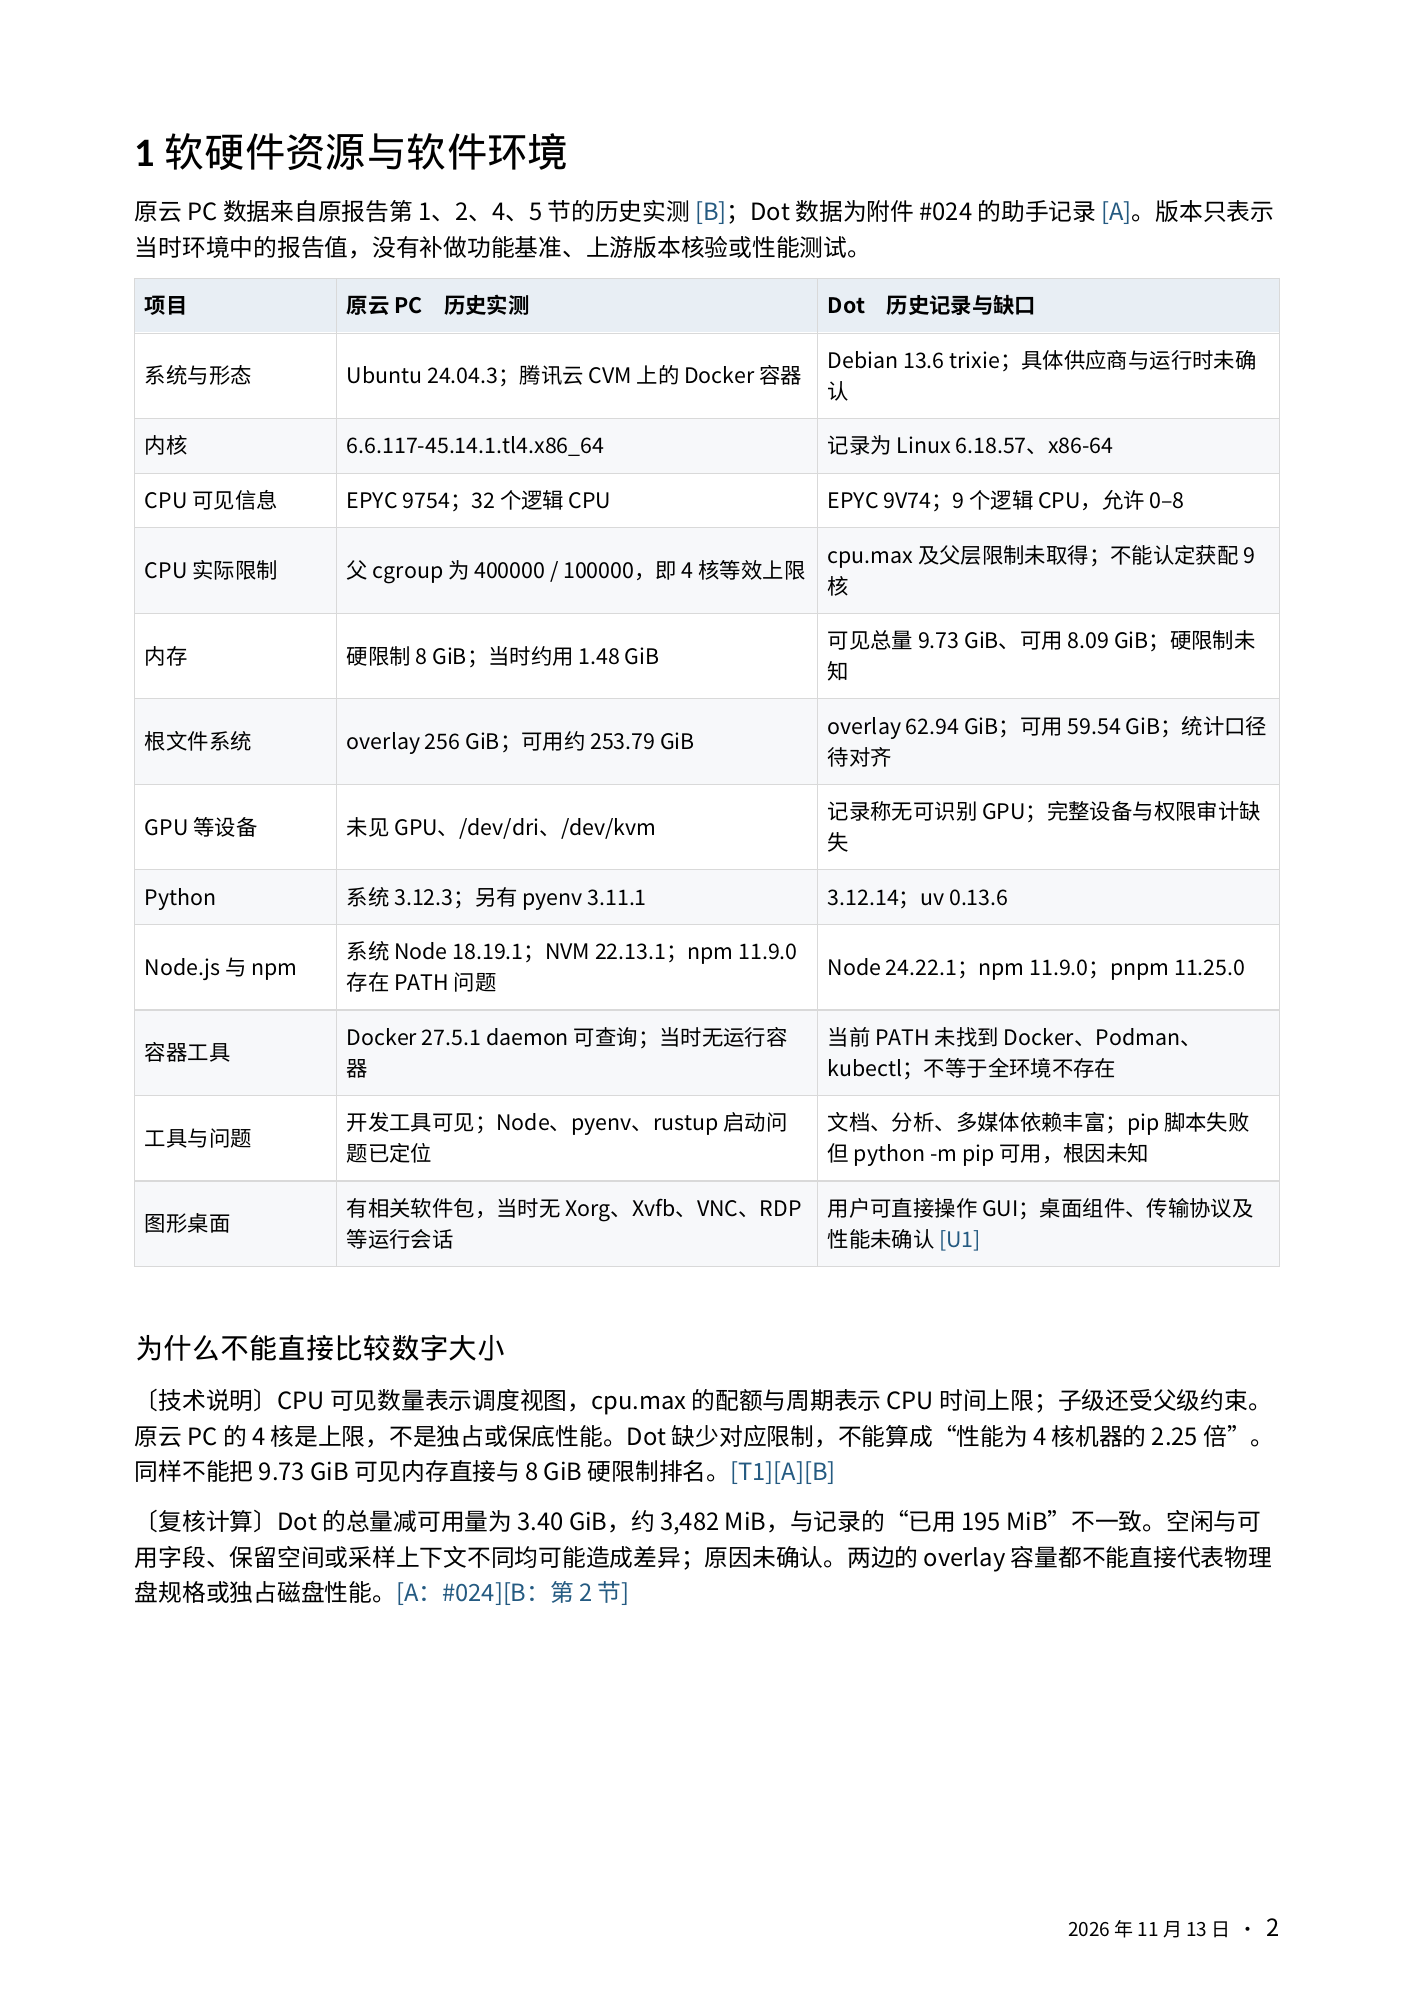 1 软硬件资源与软件环境
原云 PC 数据来自原报告第 1、2、4、5 节的历史实测 [B]；Dot 数据为附件 #024 的助手记录 [A]。版本只表示
当时环境中的报告值，没有补做功能基准、上游版本核验或性能测试。
项目 原云 PC　历史实测 Dot　历史记录与缺口
系统与形态 Ubuntu 24.04.3；腾讯云 CVM 上的 Docker 容器 Debian 13.6 trixie；具体供应商与运行时未确
认
内核 6.6.117-45.14.1.tl4.x86_64 记录为 Linux 6.18.57、x86-64
CPU 可见信息 EPYC 9754；32 个逻辑 CPU EPYC 9V74；9 个逻辑 CPU，允许 0–8
CPU 实际限制 父 cgroup 为 400000 / 100000，即 4 核等效上限 cpu.max 及父层限制未取得；不能认定获配 9
核
内存 硬限制 8 GiB；当时约用 1.48 GiB 可见总量 9.73 GiB、可用 8.09 GiB；硬限制未
知
根文件系统 overlay 256 GiB；可用约 253.79 GiB overlay 62.94 GiB；可用 59.54 GiB；统计口径
待对齐
GPU 等设备 未见 GPU、/dev/dri、/dev/kvm 记录称无可识别 GPU；完整设备与权限审计缺
失
Python 系统 3.12.3；另有 pyenv 3.11.1 3.12.14；uv 0.13.6
Node.js 与 npm 系统 Node 18.19.1；NVM 22.13.1；npm 11.9.0
存在 PATH 问题 Node 24.22.1；npm 11.9.0；pnpm 11.25.0
容器工具 Docker 27.5.1 daemon 可查询；当时无运行容
器 当前 PATH 未找到 Docker、Podman、
kubectl；不等于全环境不存在
工具与问题 开发工具可见；Node、pyenv、rustup 启动问
题已定位 文档、分析、多媒体依赖丰富；pip 脚本失败
但 python -m pip 可用，根因未知
图形桌面 有相关软件包，当时无 Xorg、Xvfb、VNC、RDP
等运行会话 用户可直接操作 GUI；桌面组件、传输协议及
性能未确认 [U1]
为什么不能直接比较数字大小
〔技术说明〕CPU 可见数量表示调度视图，cpu.max 的配额与周期表示 CPU 时间上限；子级还受父级约束。
原云 PC 的 4 核是上限，不是独占或保底性能。Dot 缺少对应限制，不能算成“性能为 4 核机器的 2.25 倍”。
同样不能把 9.73 GiB 可见内存直接与 8 GiB 硬限制排名。[T1][A][B]
〔复核计算〕Dot 的总量减可用量为 3.40 GiB，约 3,482 MiB，与记录的“已用 195 MiB”不一致。空闲与可
用字段、保留空间或采样上下文不同均可能造成差异；原因未确认。两边的 overlay 容量都不能直接代表物理
盘规格或独占磁盘性能。[A：#024][B：第 2 节]
2026 年 11 月 13 日 · 2